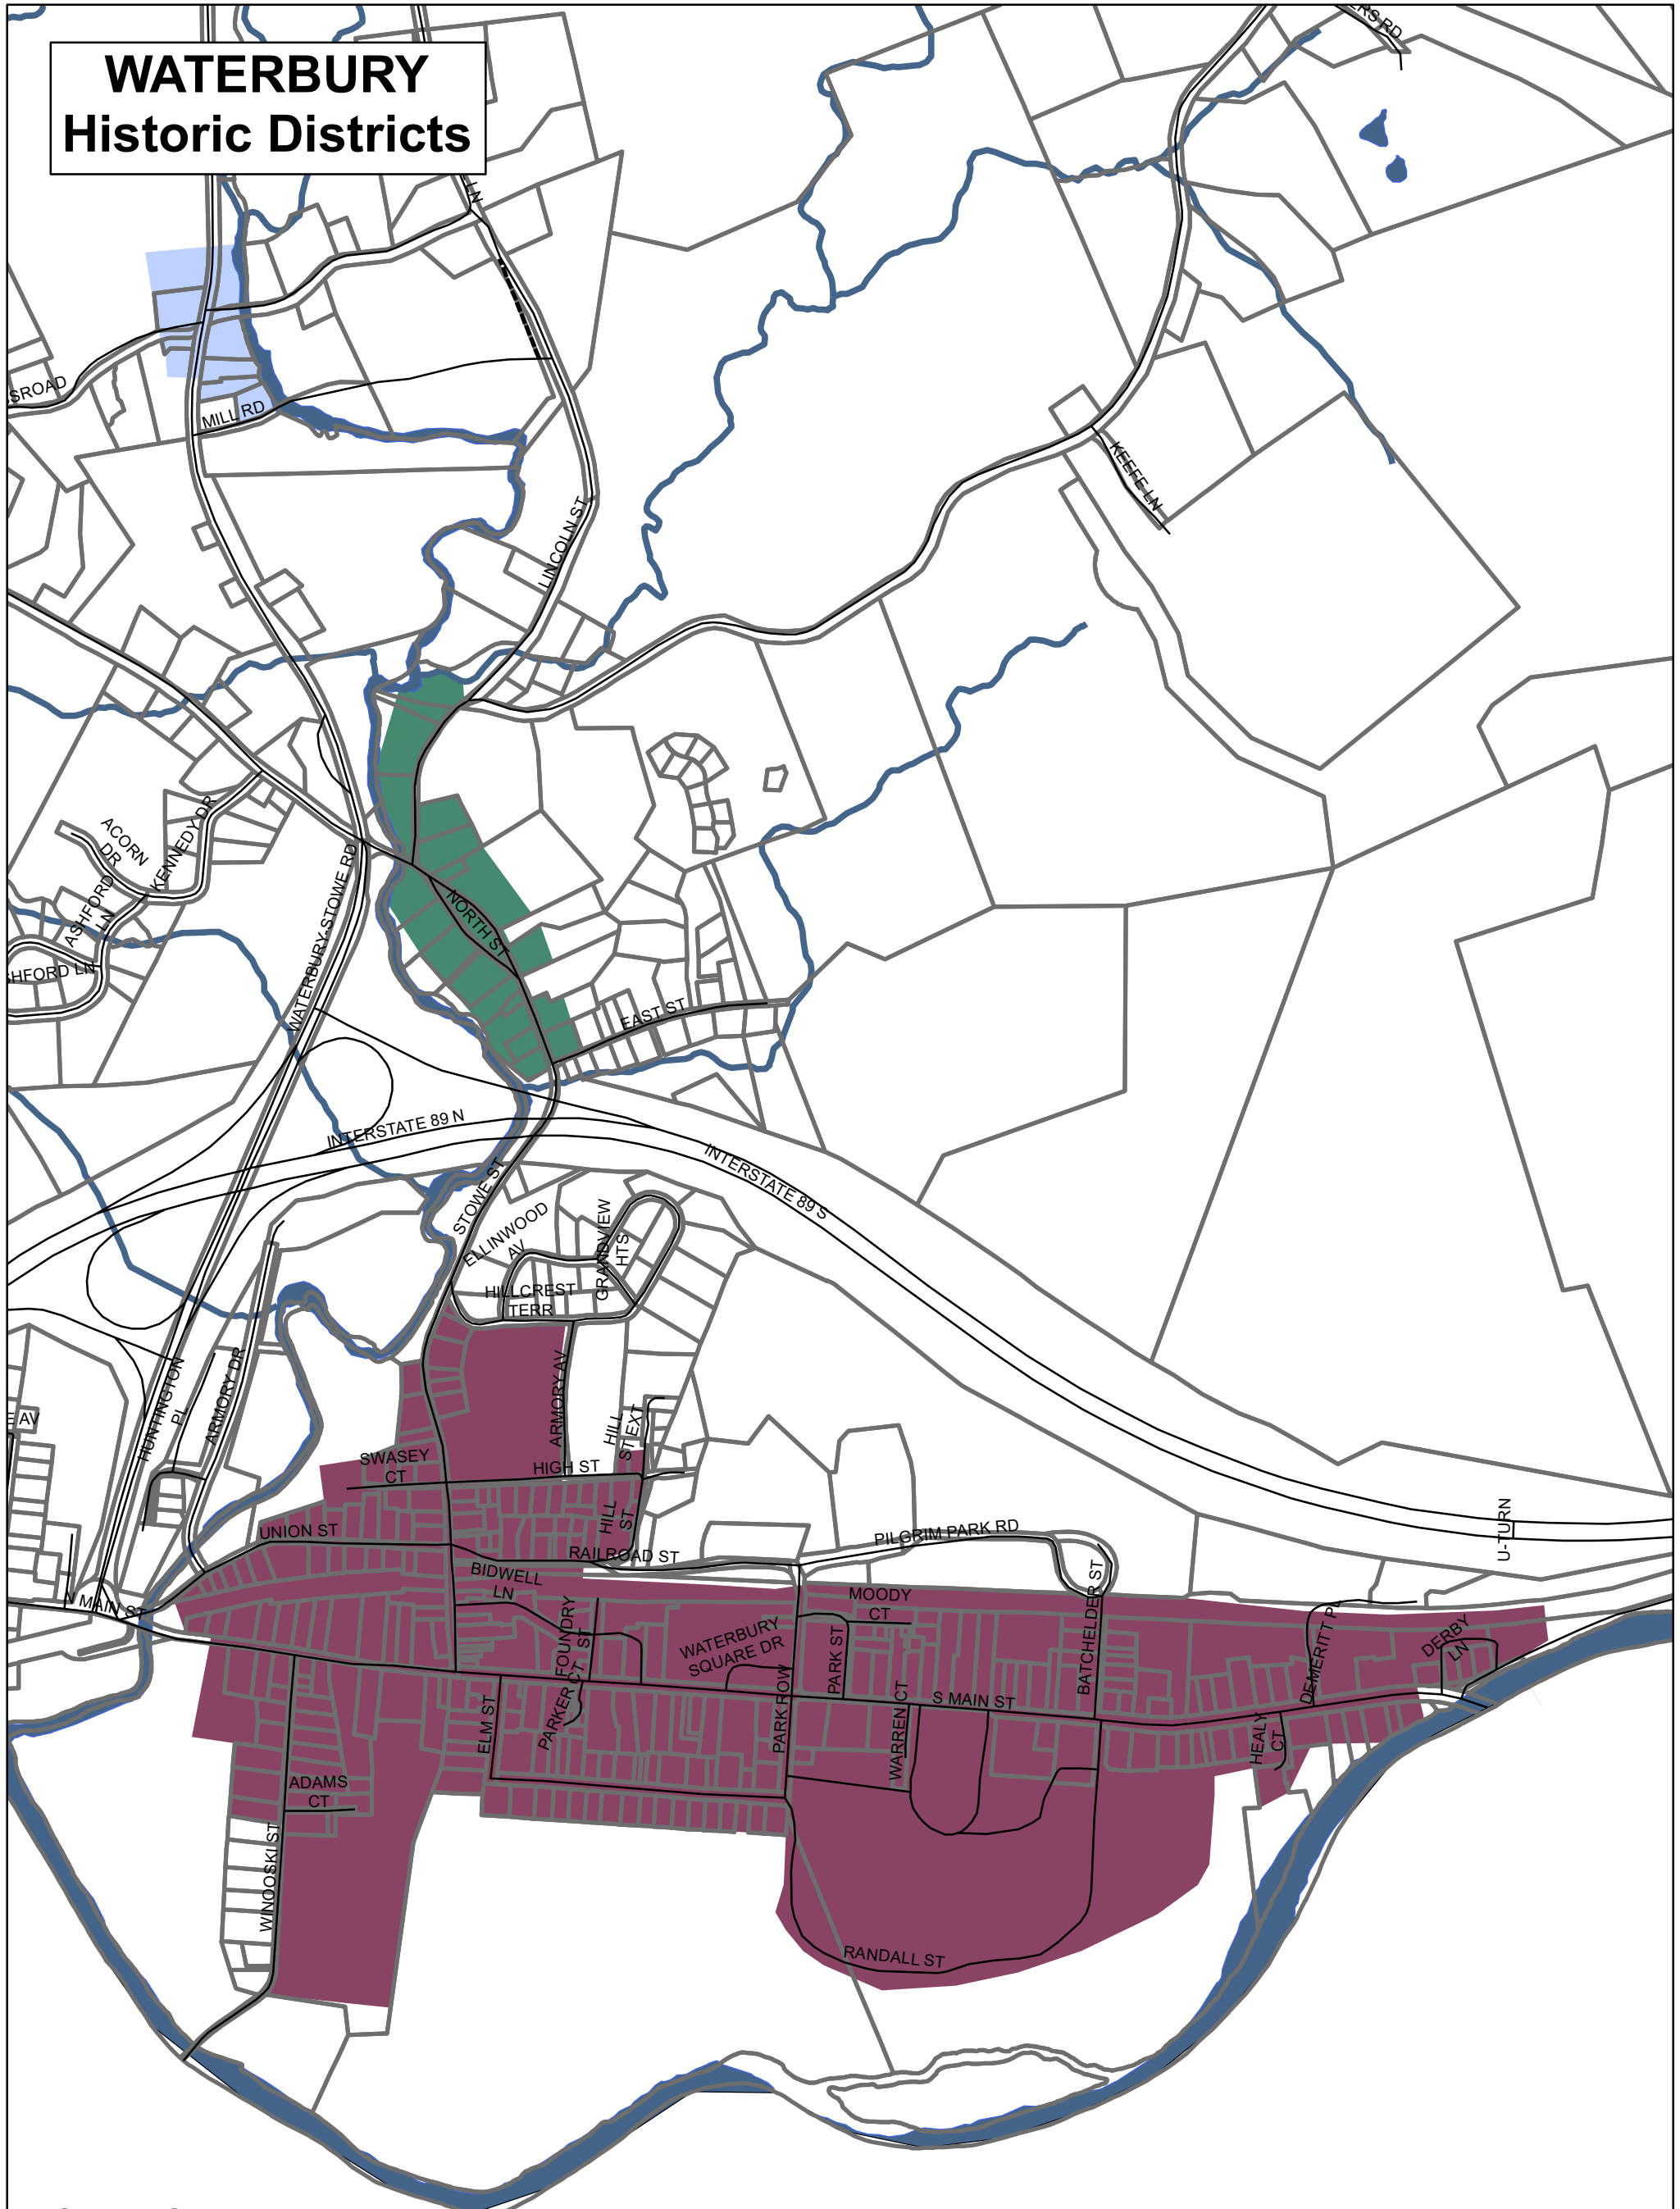 WATERBURY
Historic Districts
LN
SROAD
MILL RD
KEEFE LN
LINCOLN ST
ACORN
DR
KENNEDY DR
ASHFORD
LN
SHFORD LN
WATERBURY-STOWE RD
NORTH ST
EAST ST
INTERSTATE 89 N
INTERSTATE 89 S
STOWE ST
ELLINWOOD
AV
GRANDVIEW
HTS
HILLCREST
TERR
HUNTINGTON
PL
ARMORY DR
ARMORY AV
HILL
ST EXT
E AV
SWASEY
CT
HIGH ST
HILL
ST
UNION ST
RAILROAD ST
PILGRIM PARK RD
U-TURN
BIDWELL
LN
N MAIN ST
MOODY
CT
BATCHELDER ST
FOUNDRY
ST
WATERBURY
SQUARE DR
PARK ST
DEMERITT PL
DERBY
LN
PARKER CT
ELM ST
PARK ROW
WARREN CT
S MAIN ST
HEALY
CT
ADAMS
CT
WINOOSKI ST
RANDALL ST